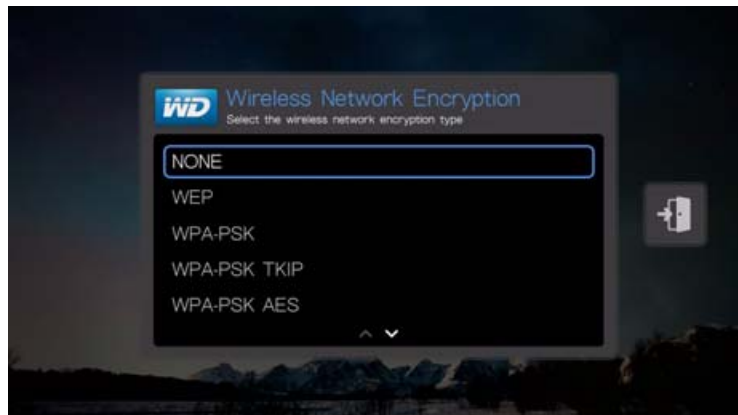 WD
Wireless Network Encryption
Select the wireless network encryption type
NONE
WEP
WPA-PSK
WPA-PSK TKIP
WPA-PSK AES